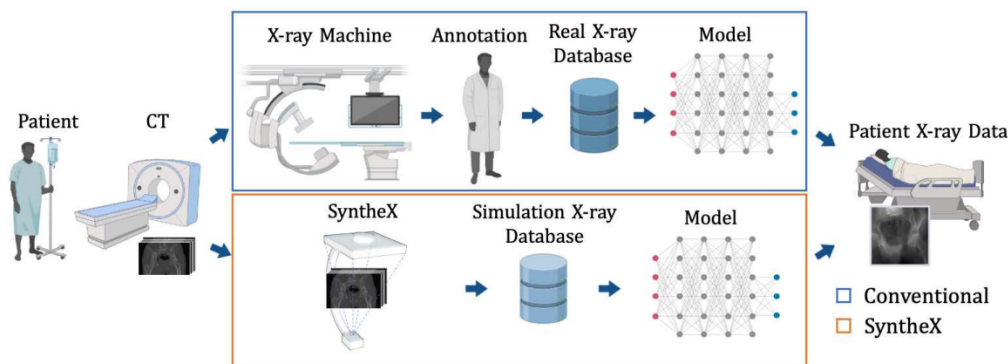 Patient
CT
X-ray Machine
Annotation
Real X-ray
Database
Model
SyntheX
Simulation X-ray
Database
Model
Patient X-ray Data
Conventional
SyntheX